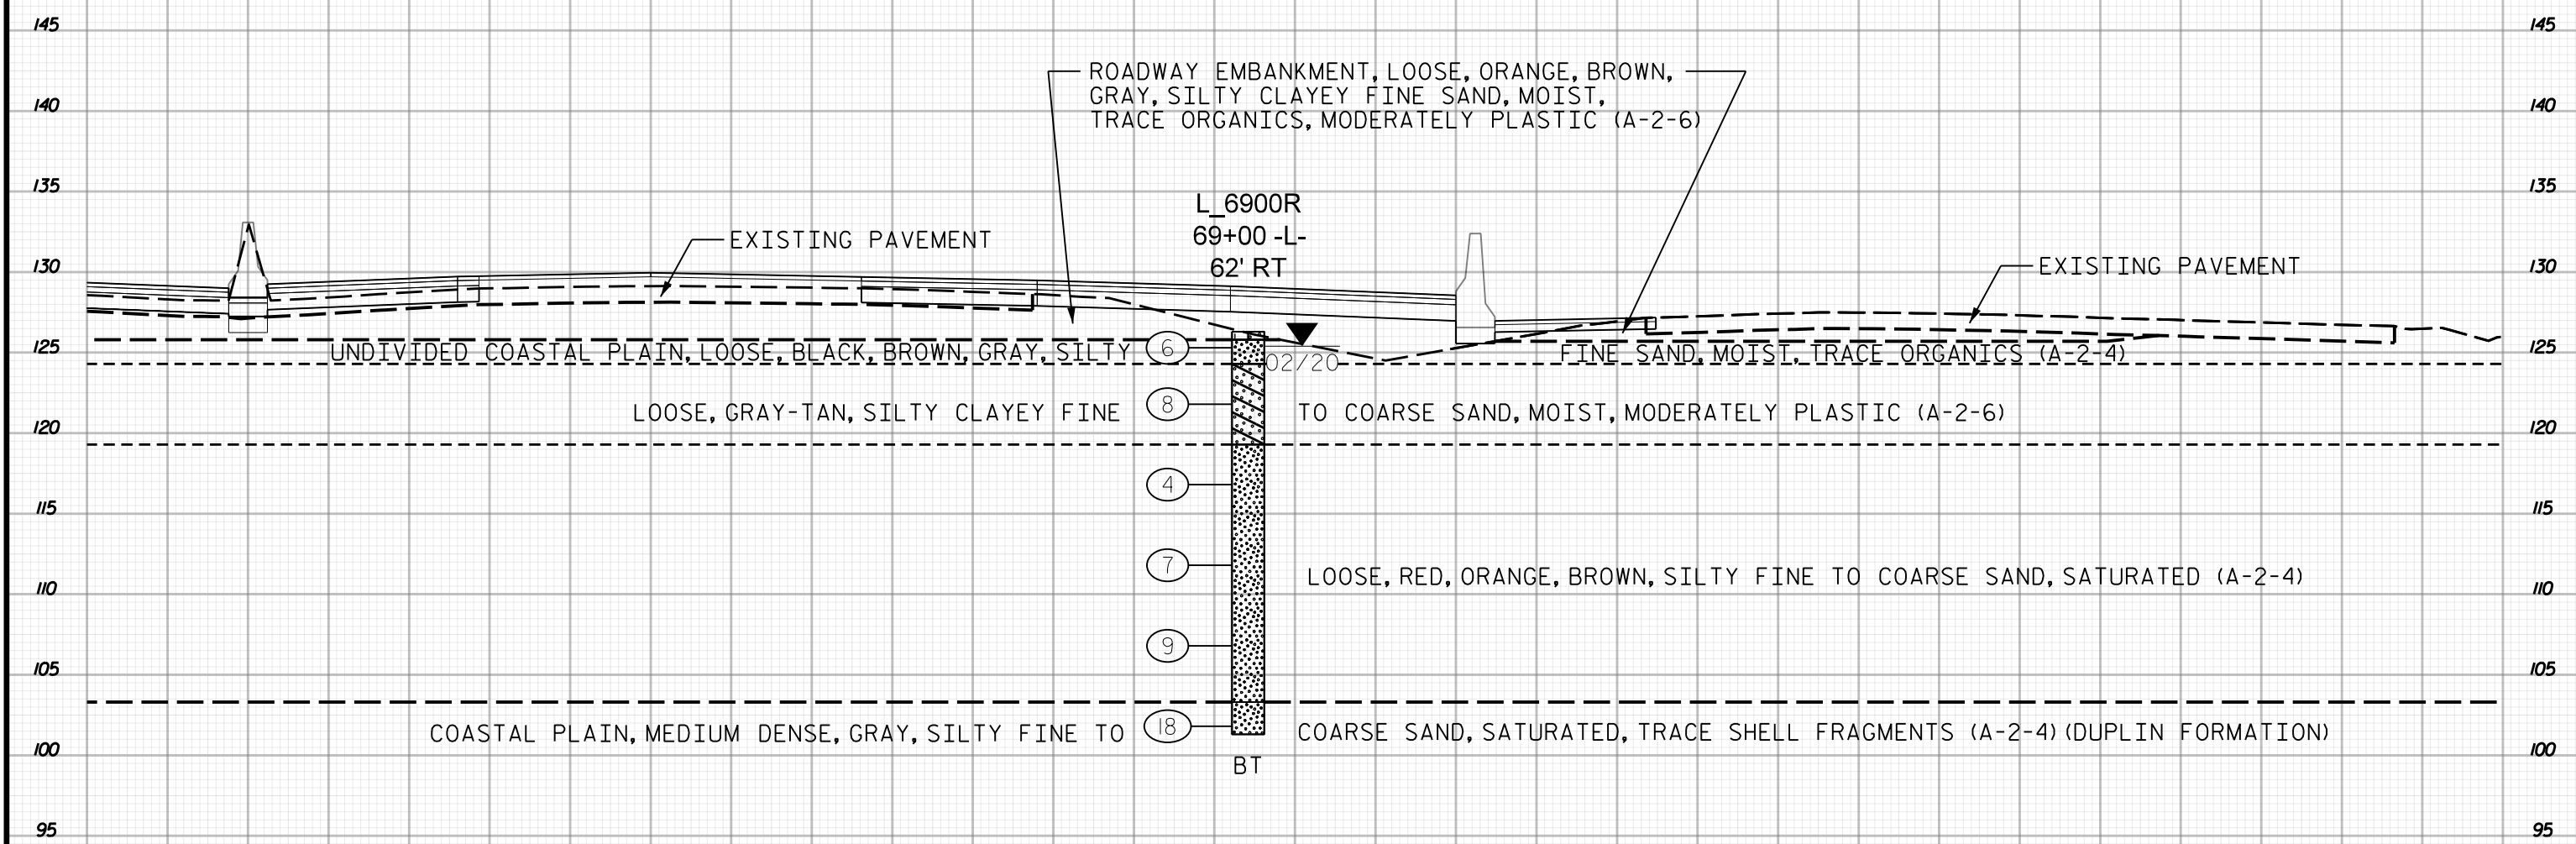 145 145
ROADWAY EMBANKMENT, LOOSE, ORANGE, BROWN,
GRAY, SILTY CLAYEY FINE SAND, MOIST,
TRACE ORGANICS, MODERATELY PLASTIC (A-2-6)
140 140
135 135
L_6900R
69+00 -L-
62' RT
EXISTING PAVEMENT
EXISTING PAVEMENT
130 130
125 UNDIVIDED COASTAL PLAIN, LOOSE, BLACK, BROWN, GRAY, SILTY 6 FINE SAND, MOIST, TRACE ORGANICS (A-2-4) 125
02/20
LOOSE, GRAY-TAN, SILTY CLAYEY FINE 8 TO COARSE SAND, MOIST, MODERATELY PLASTIC (A-2-6)
120 120
4
115 115
7 LOOSE, RED, ORANGE, BROWN, SILTY FINE TO COARSE SAND, SATURATED (A-2-4)
110 110
9
105 105
COASTAL PLAIN, MEDIUM DENSE, GRAY, SILTY FINE TO 18 COARSE SAND, SATURATED, TRACE SHELL FRAGMENTS (A-2-4) (DUPLIN FORMATION)
100 100
BT
95 95